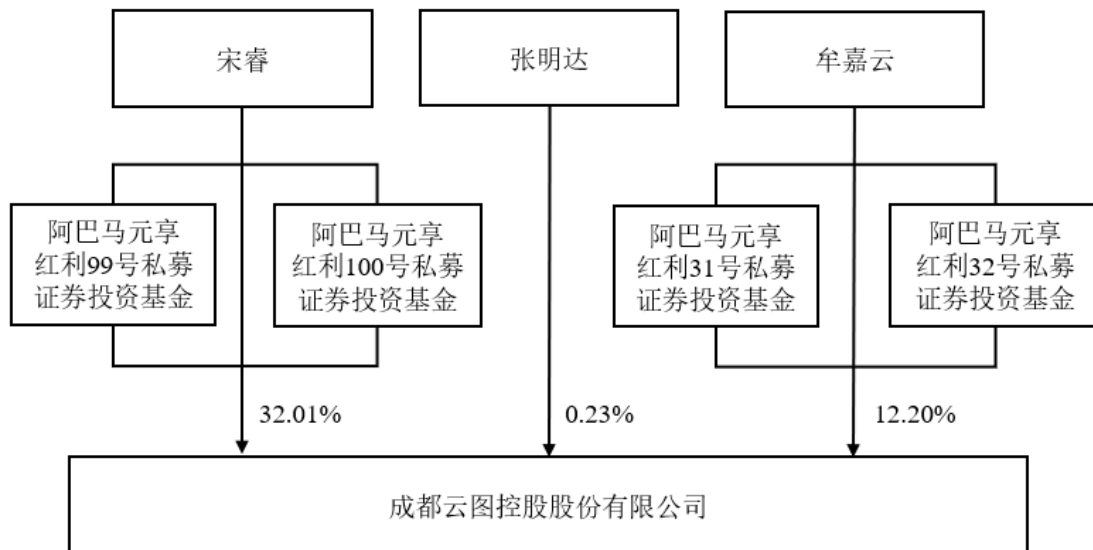 宋睿
张明达
牟嘉云
阿巴马元享
红利99号私募
证券投资基金
阿巴马元享
红利100号私募
证券投资基金
阿巴马元享
红利31号私募
证券投资基金
阿巴马元享
红利32号私募
证券投资基金
32.01%
0.23%
12.20%
成都云图控股股份有限公司